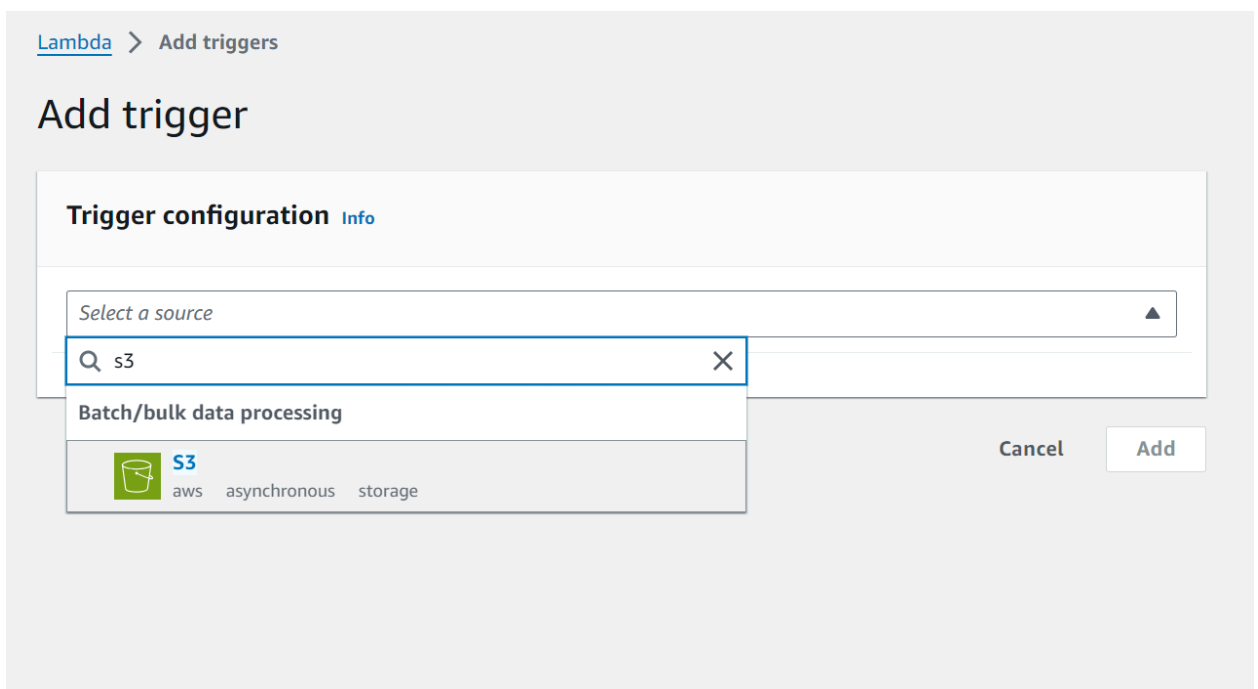 Lambda > Add triggers
Add trigger
Trigger configuration Info
Select a source
s3
Batch/bulk data processing
S3
aws asynchronous storage
Cancel Add